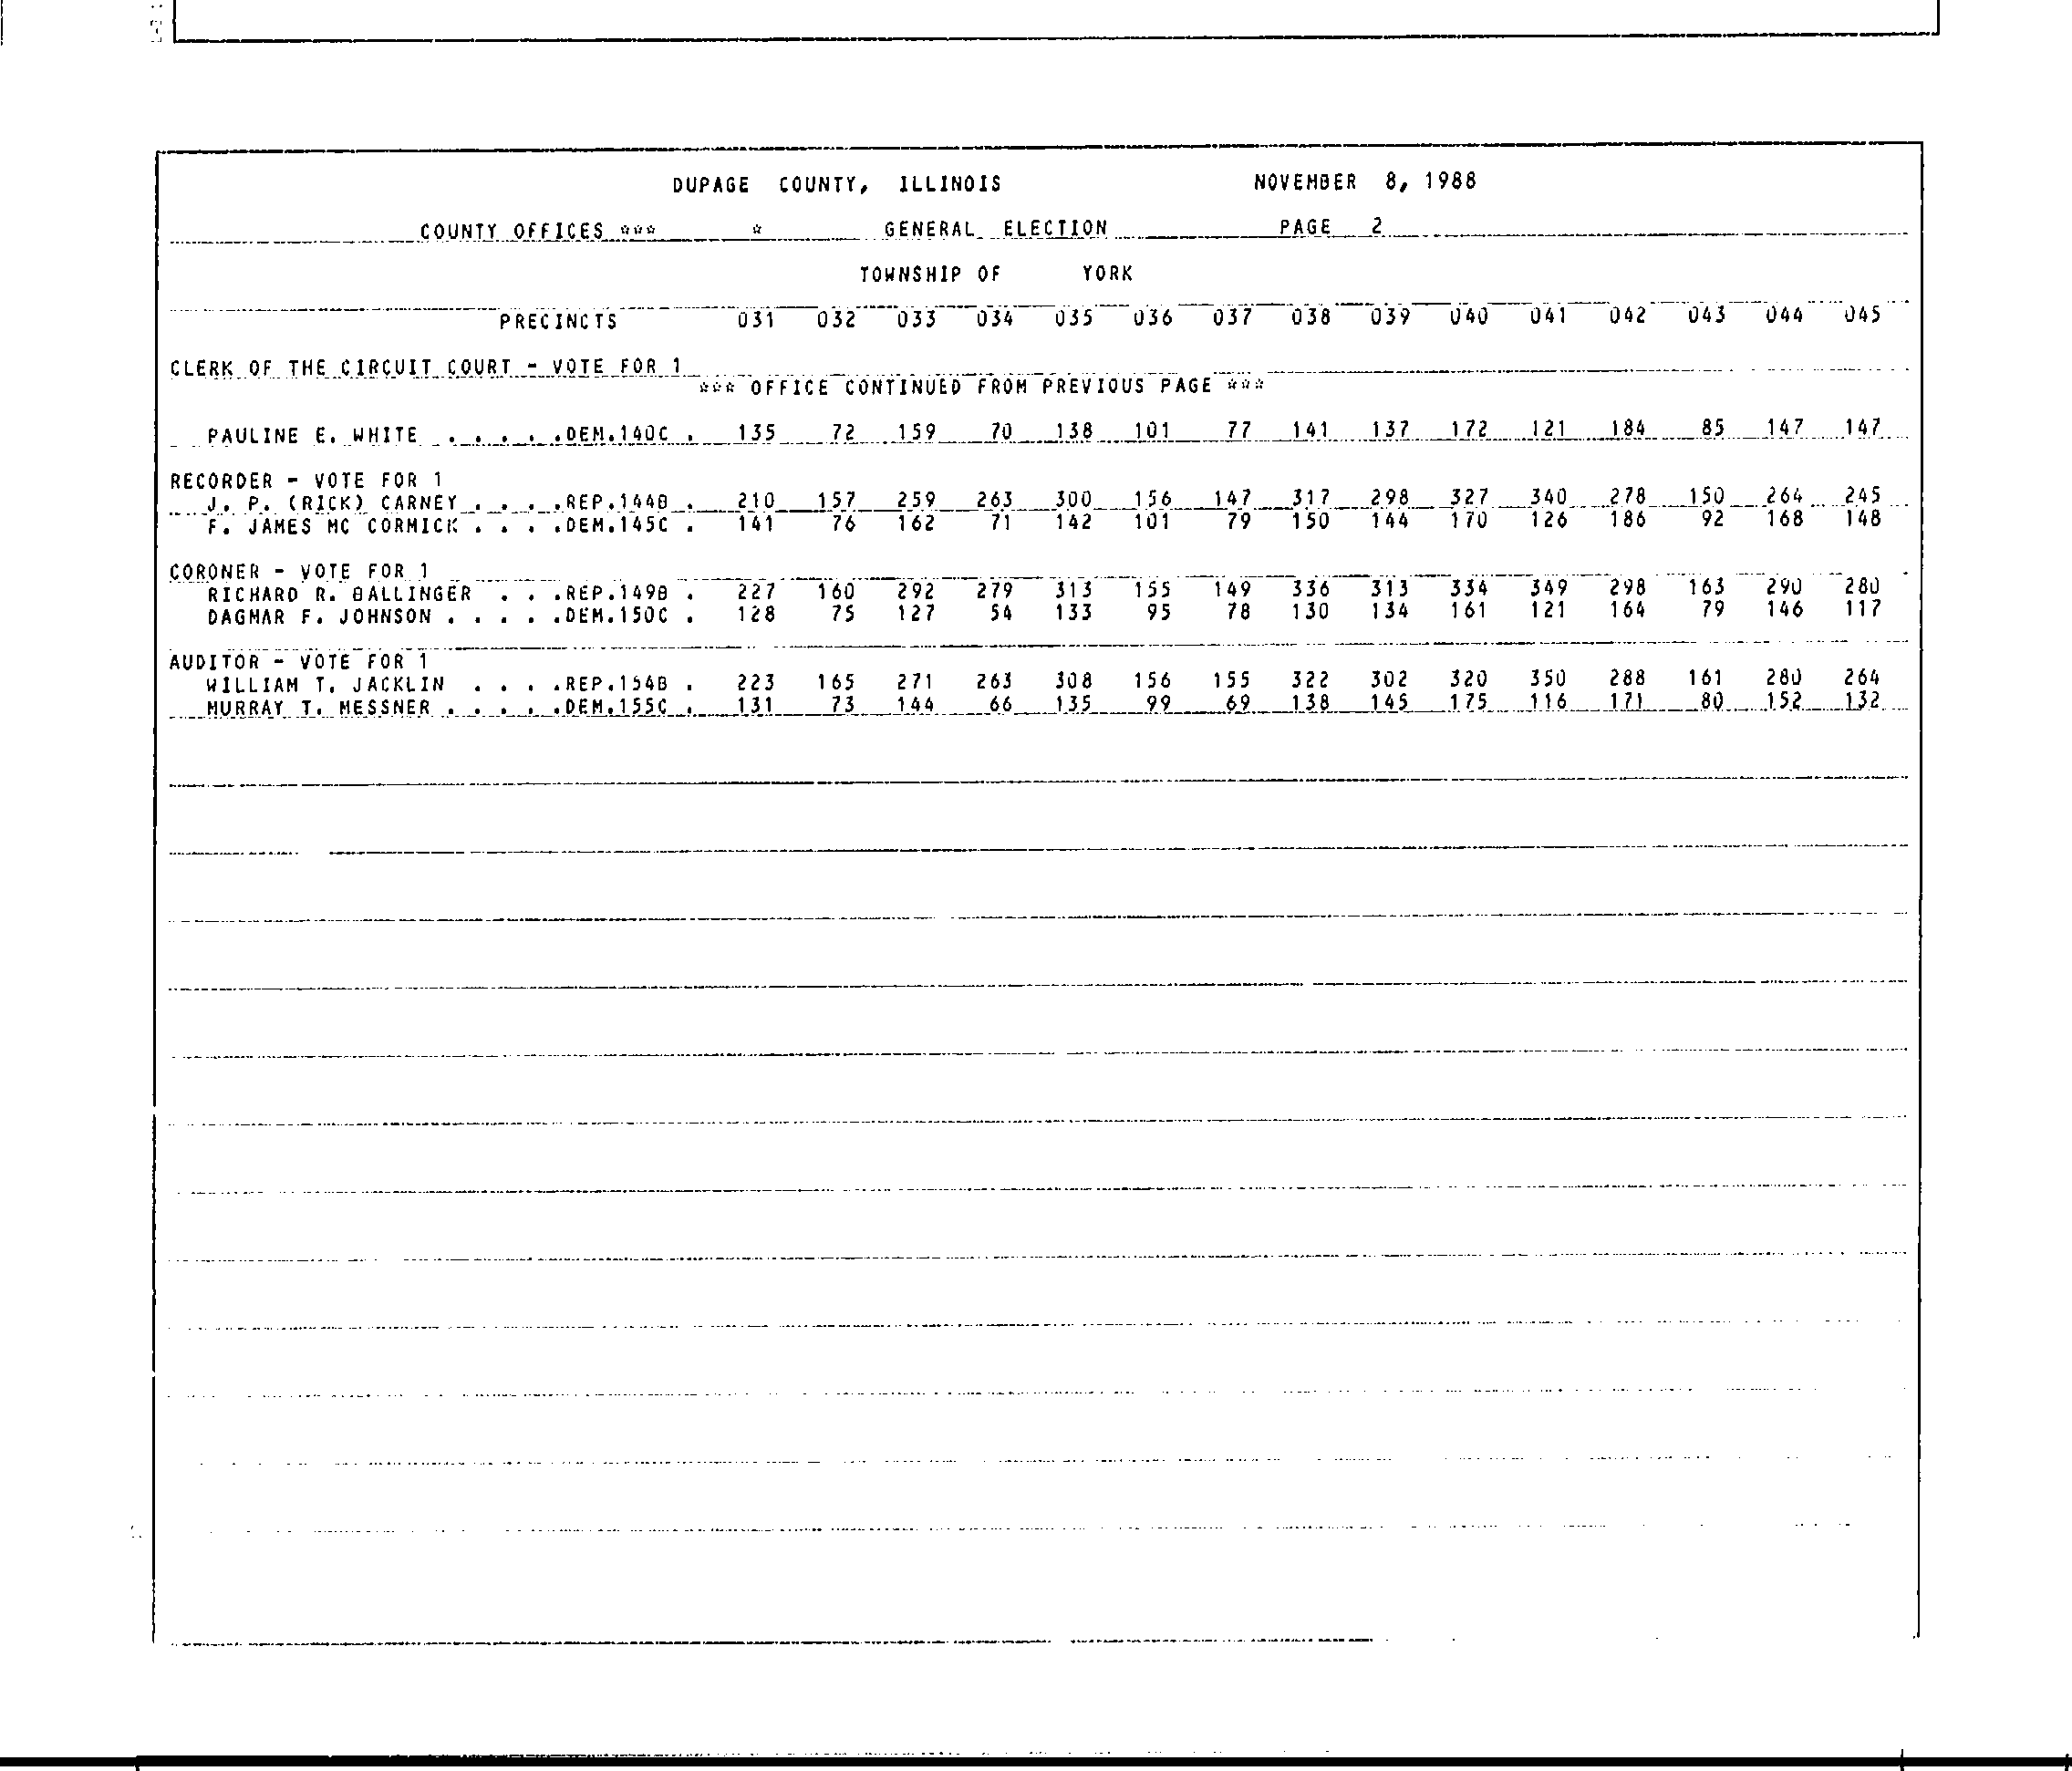 DUPAGE COUNTY, ILLINOIS NOVEMBER 8, 1988
COUNTY OFFICES *** * GENERAL ELECTION PAGE 2
TOWNSHIP OF YORK
PRECINCTS 031 032 033 034 035 036 037 038 039 040 041 042 043 044 045
CLERK OF THE CIRCUIT COURT - VOTE FOR 1
*** OFFICE CONTINUED FROM PREVIOUS PAGE ***
PAULINE E. WHITE . . . . .DEM.140C . 135 72 159 70 138 101 77 141 137 172 121 184 85 147 147
RECORDER - VOTE FOR 1
J. P. (RICK) CARNEY . . . .REP.144B . 210 157 259 263 300 156 147 317 298 327 340 278 150 264 245
F. JAMES MC CORMICK . . . .DEM.145C . 141 76 162 71 142 101 79 150 144 170 126 186 92 168 148
CORONER - VOTE FOR 1
RICHARD R. BALLINGER . . .REP.149B . 227 160 292 279 313 155 149 336 313 334 349 298 163 290 280
DAGMAR F. JOHNSON . . . . .DEM.150C . 128 75 127 54 133 95 78 130 134 161 121 164 79 146 117
AUDITOR - VOTE FOR 1
WILLIAM T. JACKLIN . . . .REP.154B . 223 165 271 263 308 156 155 322 302 320 350 288 161 280 264
MURRAY T. MESSNER . . . . .DEM.155C . 131 73 144 66 135 99 69 138 145 175 116 171 80 152 132